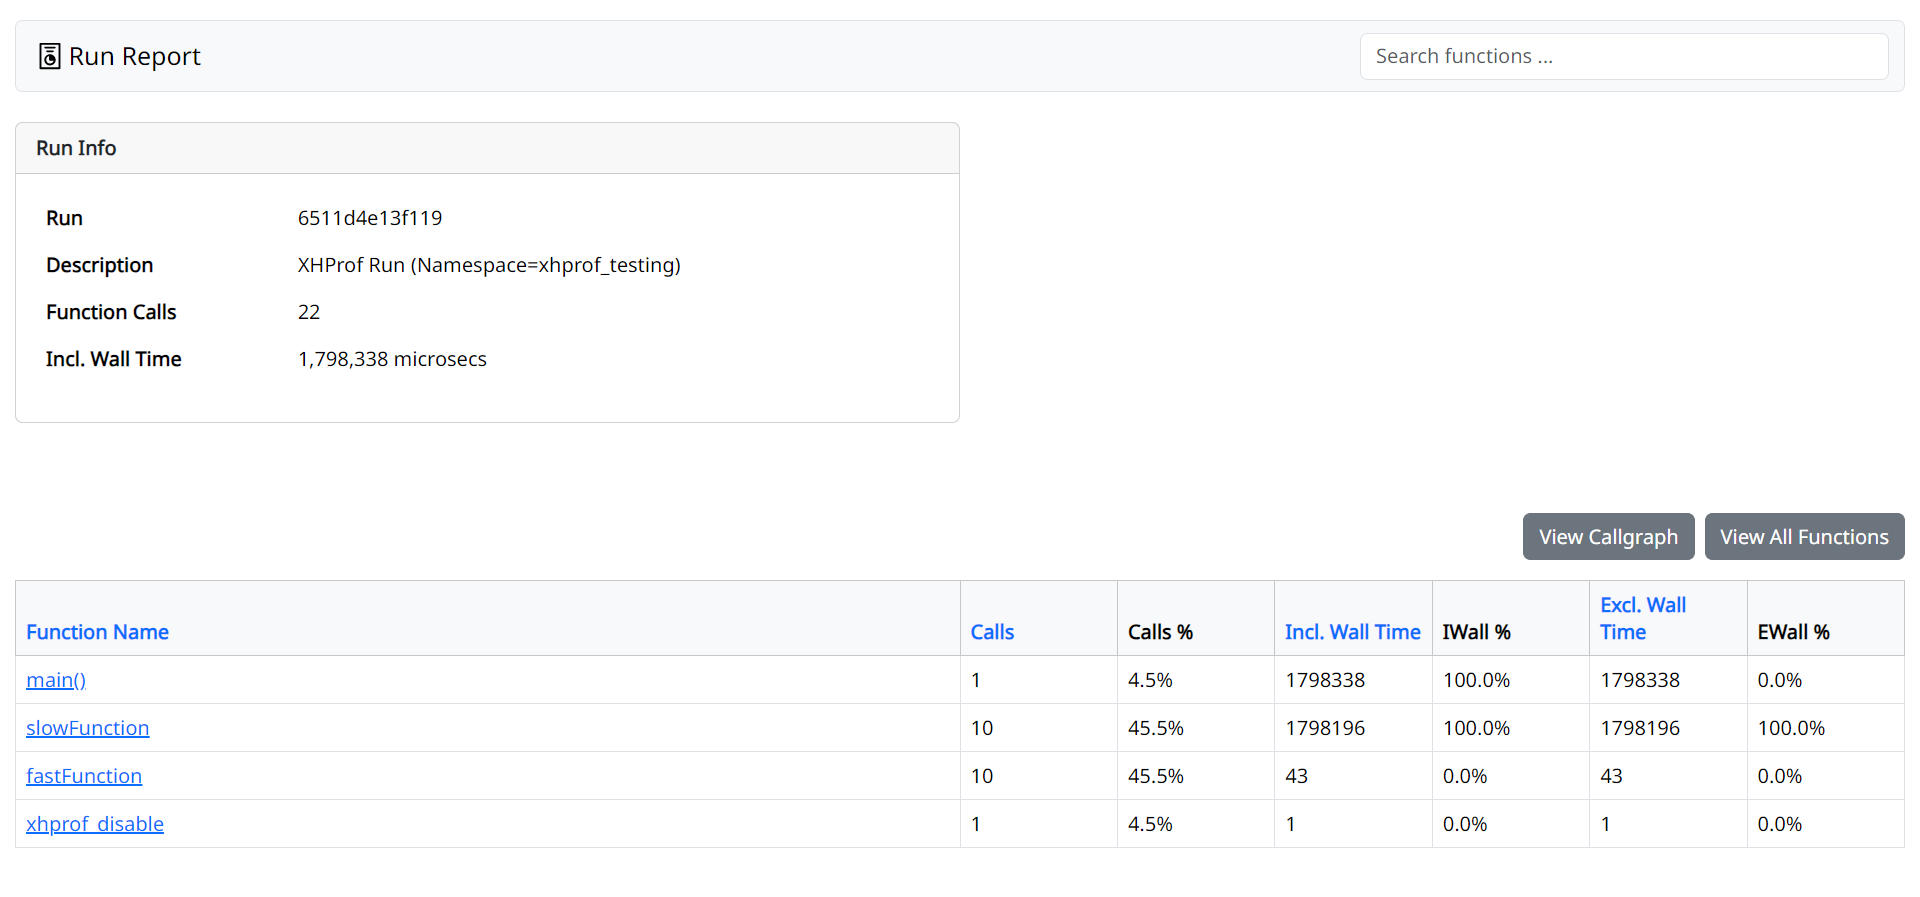 Run Report
Search functions ...
Run Info
Run 6511d4e13f119
Description XHProf Run (Namespace=xhprof_testing)
Function Calls 22
Incl. Wall Time 1,798,338 microsecs
View Callgraph View All Functions
Function Name Calls Calls % Incl. Wall Time IWall % Excl. Wall Time EWall %
main() 1 4.5% 1798338 100.0% 1798338 0.0%
slowFunction 10 45.5% 1798196 100.0% 1798196 100.0%
fastFunction 10 45.5% 43 0.0% 43 0.0%
xhprof_disable 1 4.5% 1 0.0% 1 0.0%